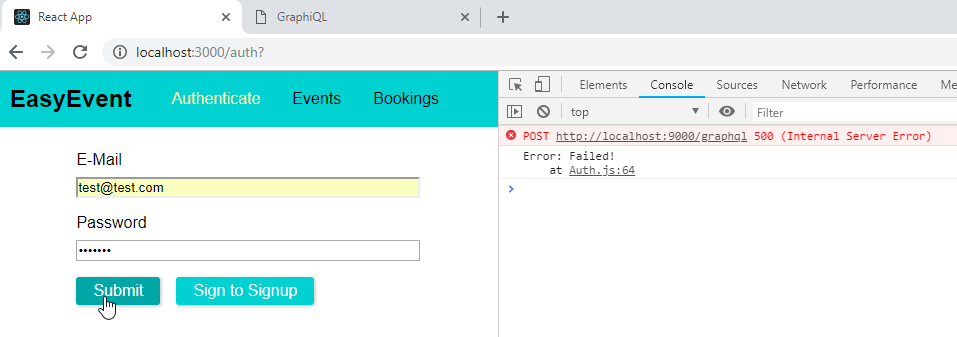 React App
GraphiQL
localhost:3000/auth?
EasyEvent Authenticate Events Bookings
E-Mail
test@test.com
Password
•••••••
Submit Sign to Signup
Elements Console Sources Network Performance Me
top Filter
POST http://localhost:9000/graphql 500 (Internal Server Error)
Error: Failed!
at Auth.js:64